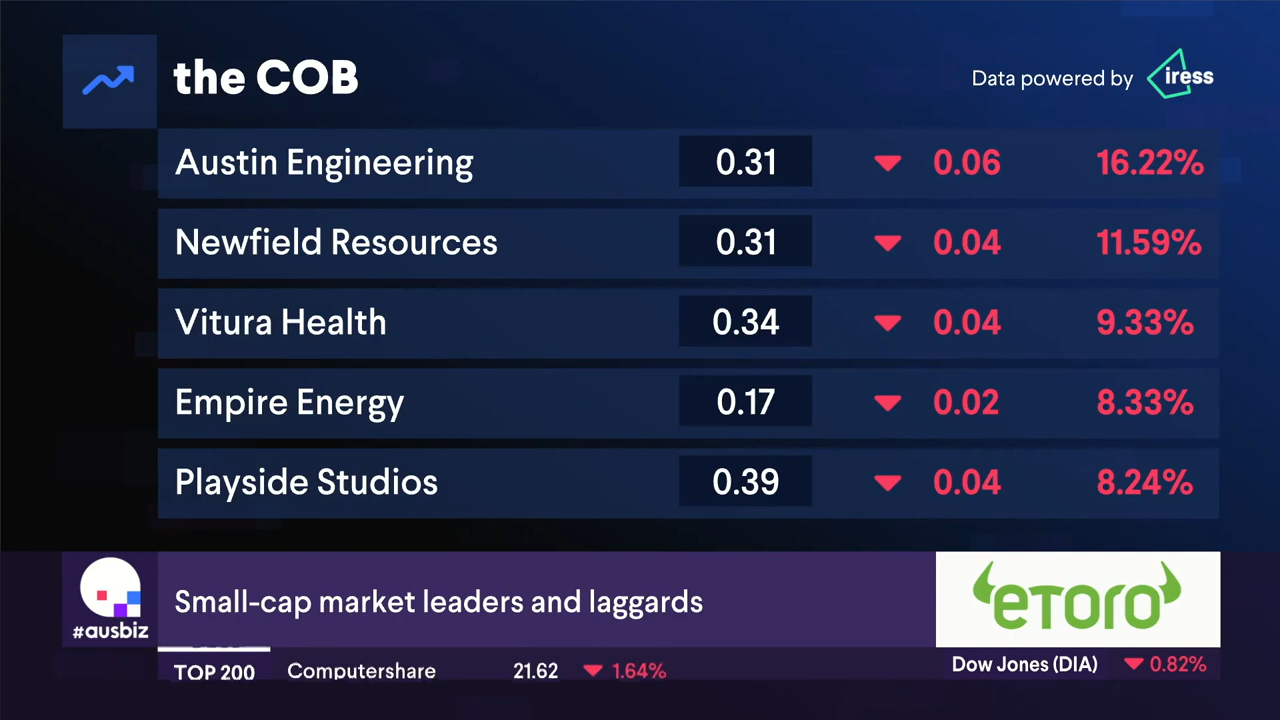 the COB
Data powered by iress
Austin Engineering 0.31 0.06 16.22%
Newfield Resources 0.31 0.04 11.59%
Vitura Health 0.34 0.04 9.33%
Empire Energy 0.17 0.02 8.33%
Playside Studios 0.39 0.04 8.24%
Small-cap market leaders and laggards
eTORO
#ausbiz
TOP 200 Computershare 21.62 1.64%
Dow Jones (DIA) 0.82%